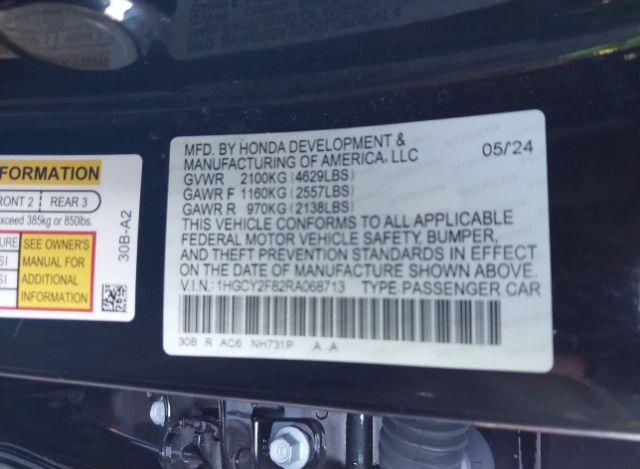 FORMATION
FRONT 2 REAR 3
exceed 385kg or 850lbs.
SEE OWNER'S
MANUAL FOR
ADDITIONAL
INFORMATION
30B-A2
MFD. BY HONDA DEVELOPMENT & 05/24
MANUFACTURING OF AMERICA, LLC
GVWR 2100KG (4629LBS)
GAWR F 1160KG (2557LBS)
GAWR R 970KG (2138LBS)
THIS VEHICLE CONFORMS TO ALL APPLICABLE
FEDERAL MOTOR VEHICLE SAFETY, BUMPER,
AND THEFT PREVENTION STANDARDS IN EFFECT
ON THE DATE OF MANUFACTURE SHOWN ABOVE.
V.I.N.: 1HGCY2F82RA068713 TYPE PASSENGER CAR
30B R AC6 NH731P A A